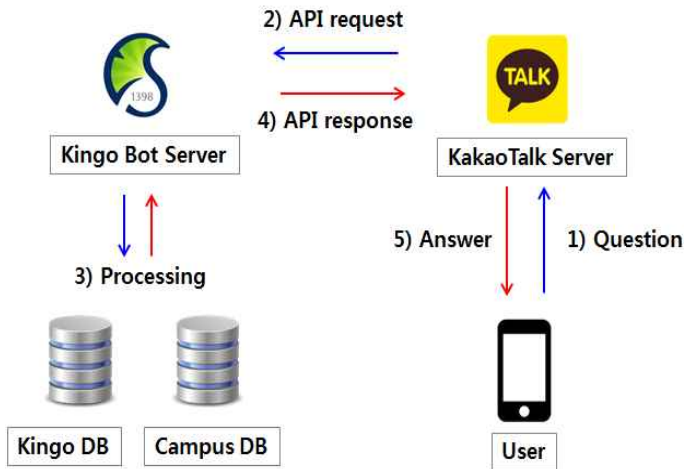 2) API request
TALK
1398
4) API response
Kingo Bot Server
KakaoTalk Server
5) Answer
1) Question
3) Processing
Kingo DB
Campus DB
User